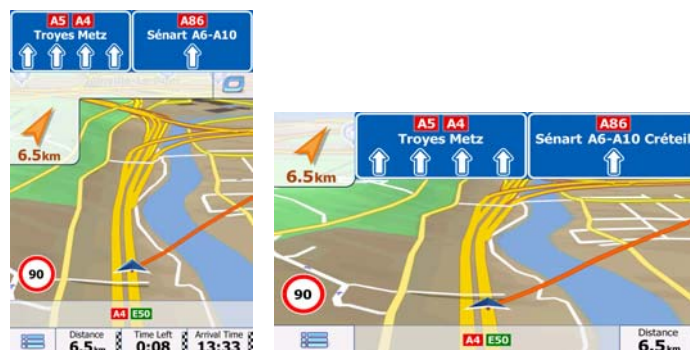 A5 A4
Troyes Metz
A86
Sénart A6-A10
6.5km
90
A4 E50
Distance
6.5km
Time Left
0:08
Arrival Time
13:33
A5 A4
Troyes Metz
A86
Sénart A6-A10 Créteil
6.5km
90
A4 E50
Distance
6.5km